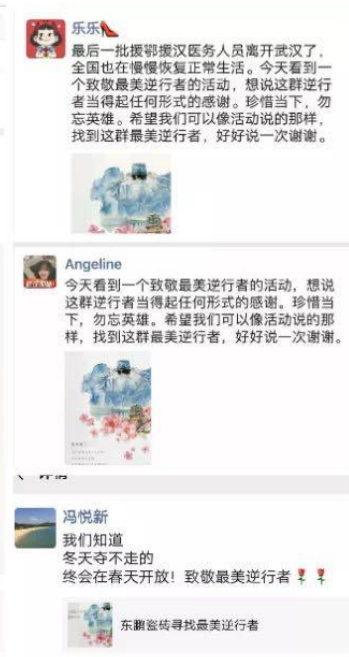 乐乐👠
最后一批援鄂援汉医务人员离开武汉了，
全国也在慢慢恢复正常生活。今天看到一
个致敬最美逆行者的活动，想说这群逆行
者当得起任何形式的感谢。珍惜当下，勿
忘英雄。希望我们可以像活动说的那样，
找到这群最美逆行者，好好说一次谢谢。
Angeline
今天看到一个致敬最美逆行者的活动，想说
这群逆行者当得起任何形式的感谢。珍惜当
下，勿忘英雄。希望我们可以像活动说的那
样，找到这群最美逆行者，好好说一次谢谢。
冯悦新
我们知道
冬天夺不走的
终会在春天开放！致敬最美逆行者🌹🌹
东鹏瓷砖寻找最美逆行者